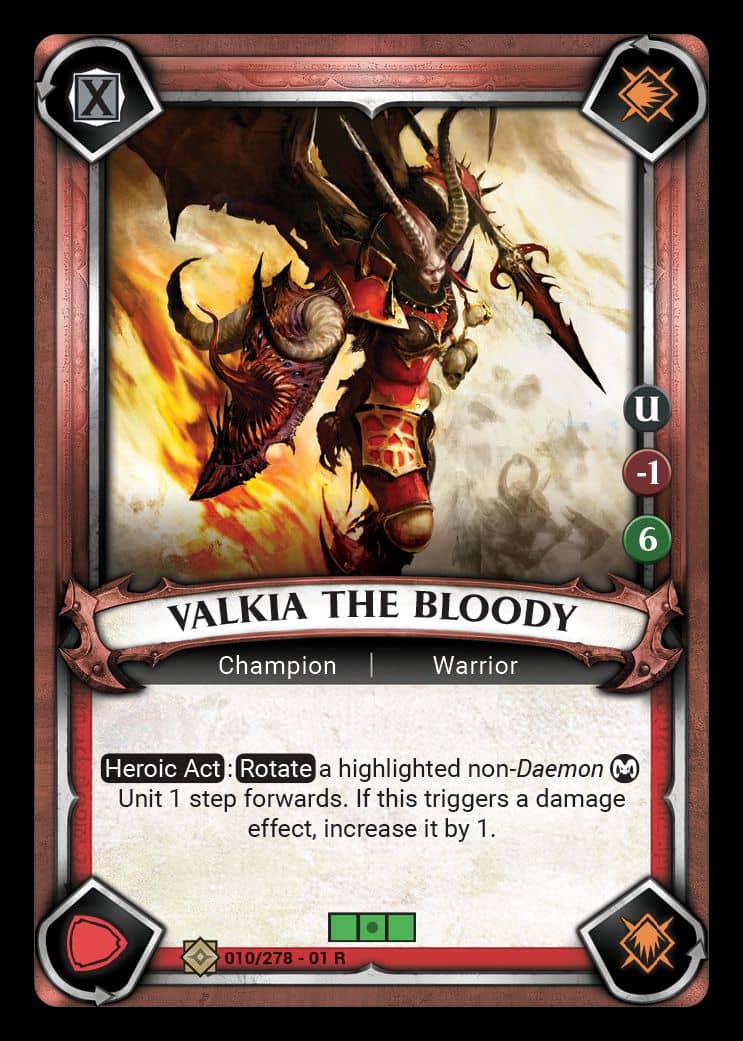 X
U
-1
6
VALKIA THE BLOODY
Champion | Warrior
Heroic Act: Rotate a highlighted non-Daemon
Unit 1 step forwards. If this triggers a damage
effect, increase it by 1.
010/278 - 01 R